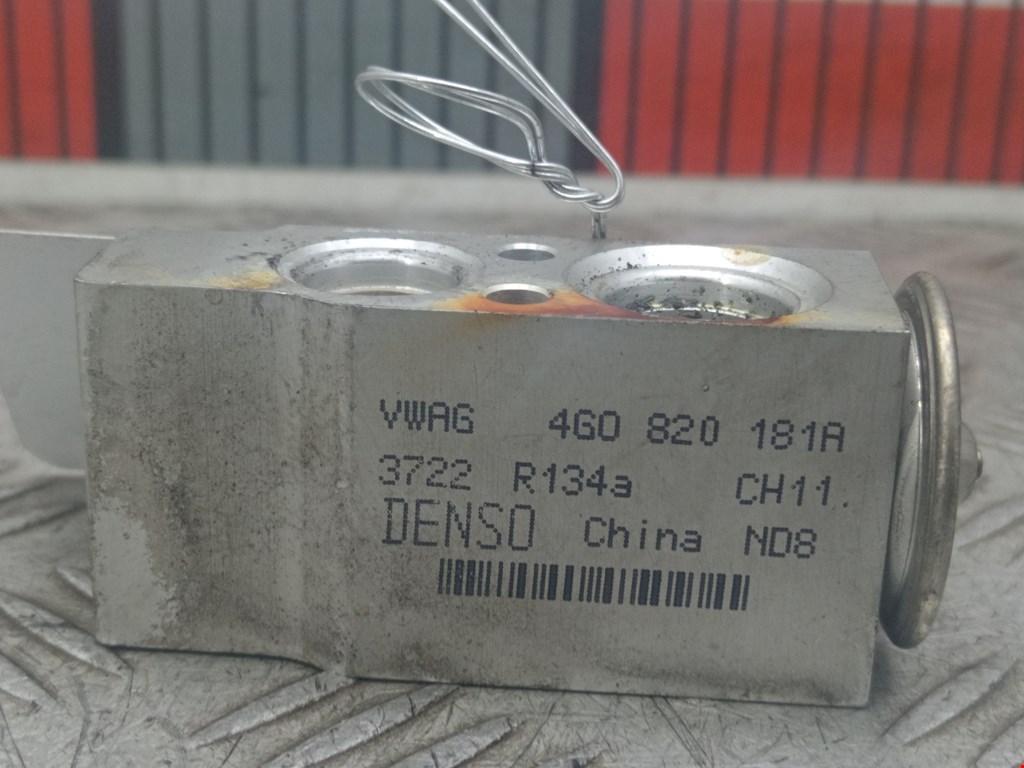 VWAG 4G0 820 181A
3722 R134a CH11.
DENSO China ND8